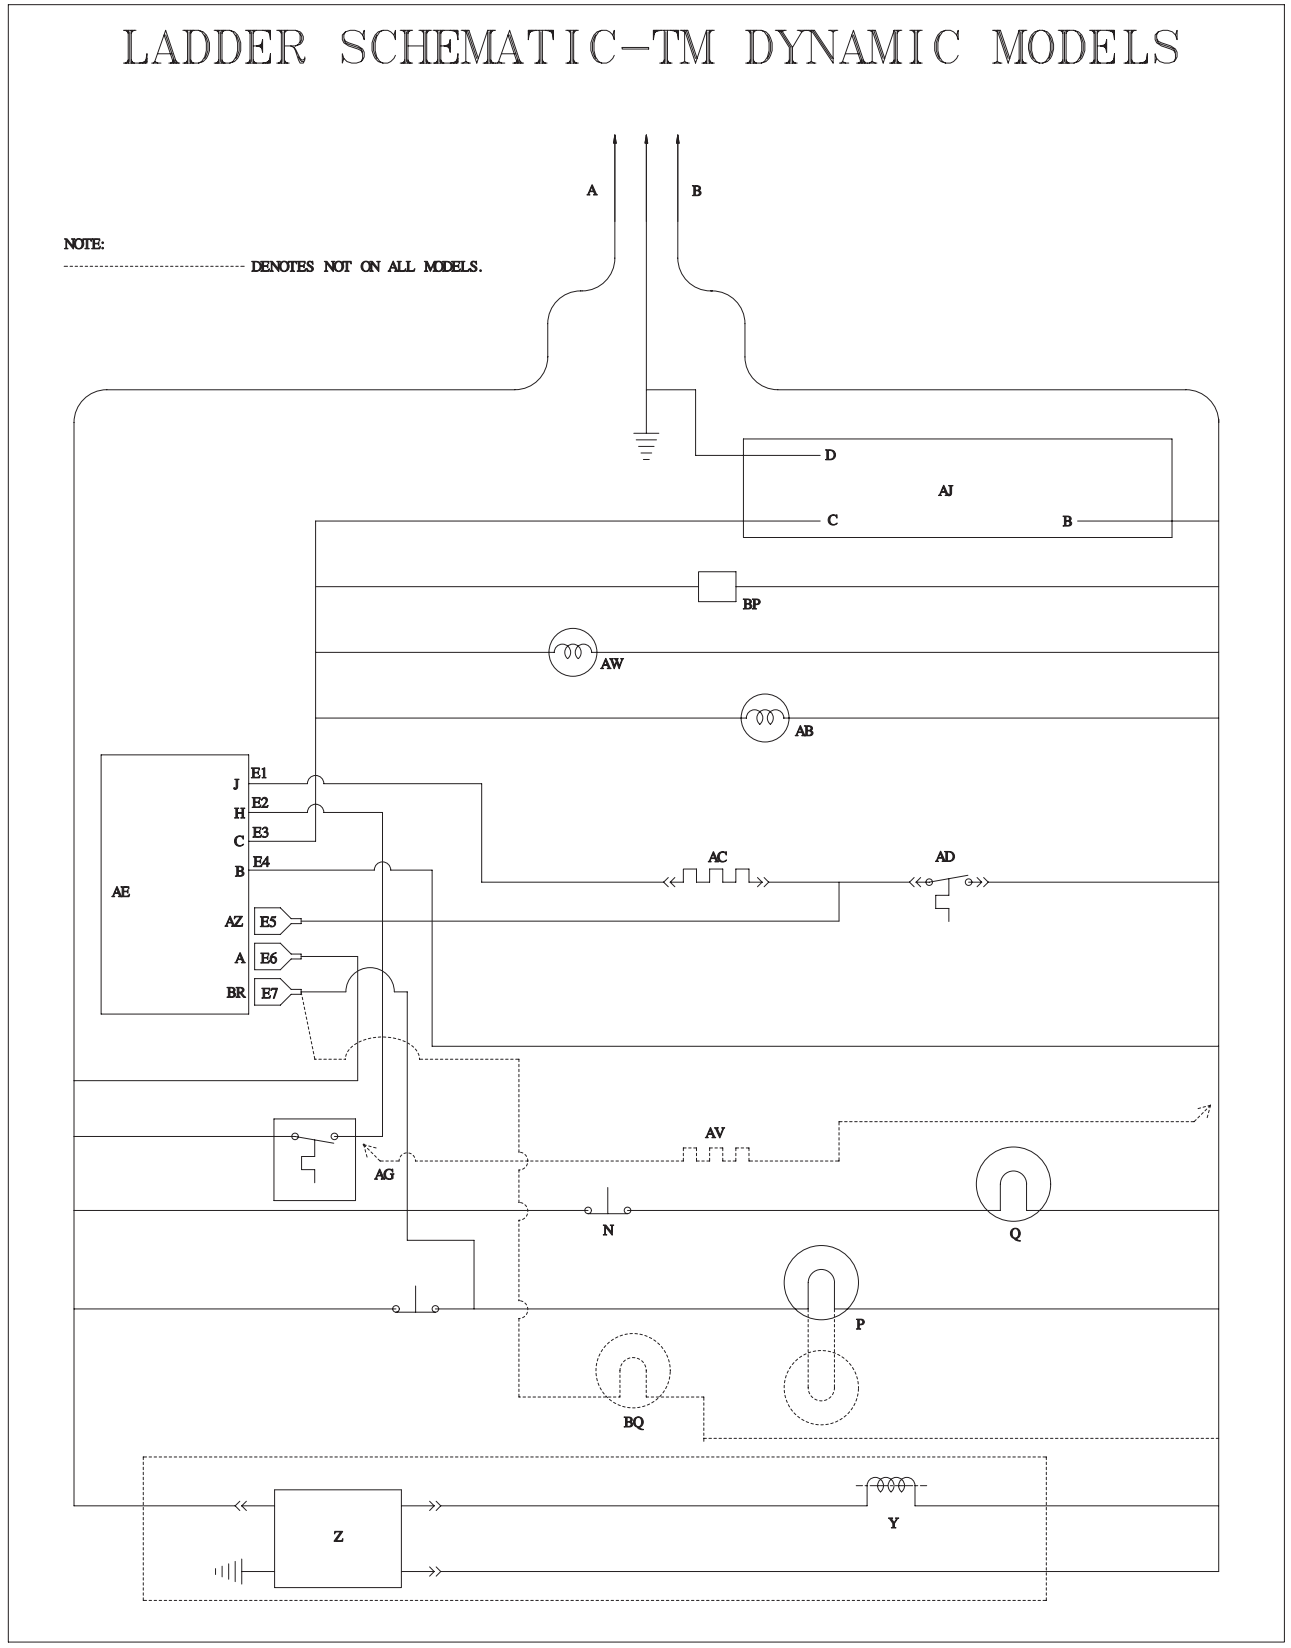 LADDER SCHEMATIC-TM DYNAMIC MODELS
A
B
NOTE:
DENOTES NOT ON ALL MODELS.
D
AJ
C
B
BP
AW
AB
E1
J
E2
H
E3
C
E4
B
AC
AD
AE
AZ
E5
A
E6
BR
E7
AV
AG
N
Q
P
BQ
Z
Y